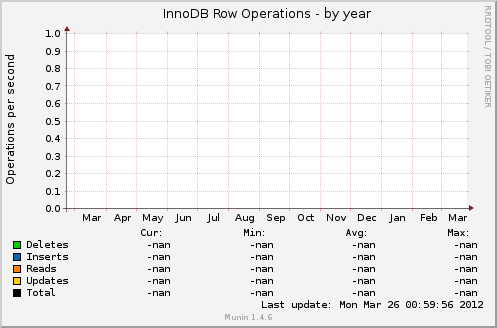 InnoDB Row Operations - by year
RRDTOOL / TOBI OETIKER
Operations per second
1.0
0.9
0.8
0.7
0.6
0.5
0.4
0.3
0.2
0.1
0.0
Mar Apr May Jun Jul Aug Sep Oct Nov Dec Jan Feb Mar
Cur: Min: Avg: Max:
Deletes -nan -nan -nan -nan
Inserts -nan -nan -nan -nan
Reads -nan -nan -nan -nan
Updates -nan -nan -nan -nan
Total -nan -nan -nan -nan
Last update: Mon Mar 26 00:59:56 2012
Munin 1.4.6